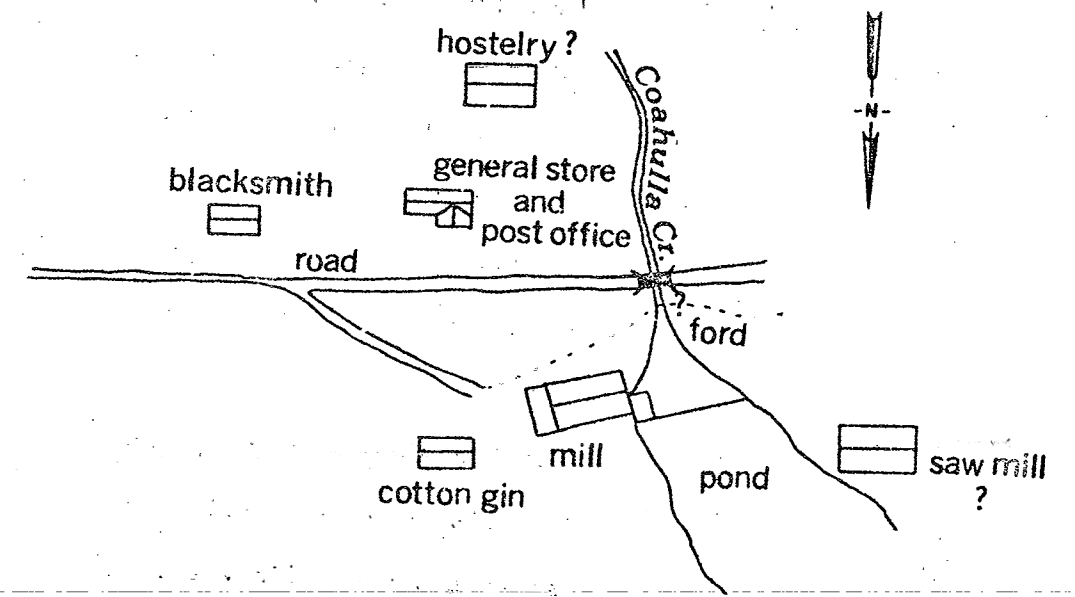 hostelry ?
Coahulla Cr.
-N-
general store
and
post office
blacksmith
road
?
ford
mill
cotton gin
pond
saw mill
?